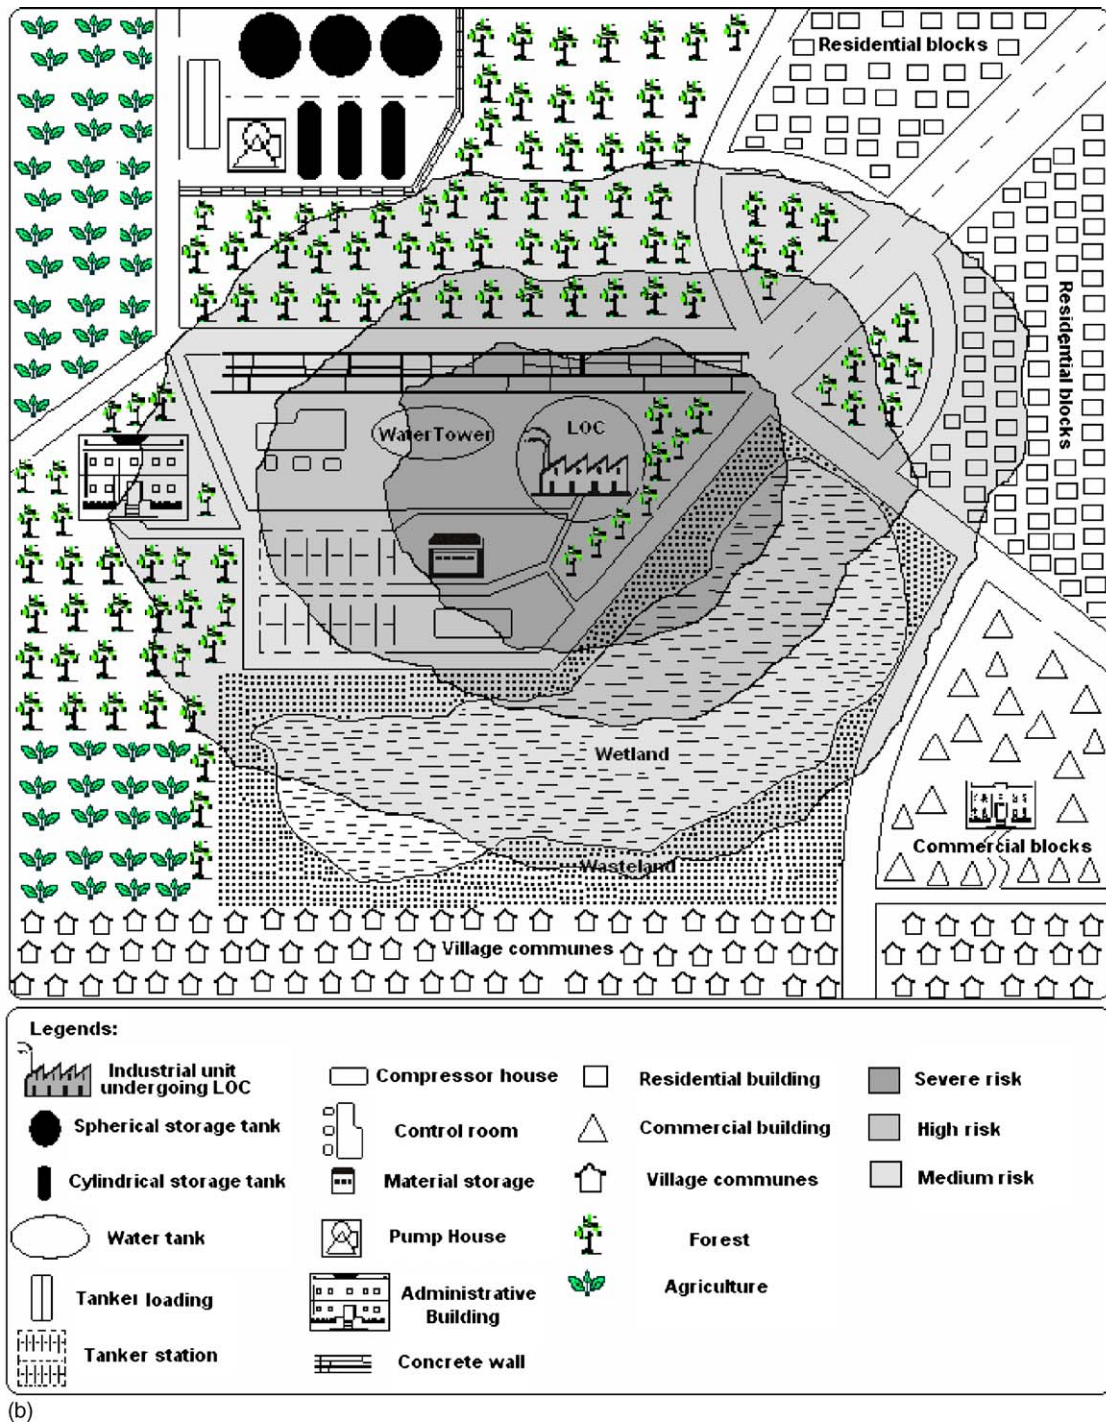 Residential blocks
Residential blocks
Water Tower
LOC
Wetland
Wasteland
Commercial blocks
Village communes
Legends:
Industrial unit
undergoing LOC
Spherical storage tank
Cylindrical storage tank
Water tank
Tanker loading
Tanker station
Compressor house
Control room
Material storage
Pump House
Administrative
Building
Concrete wall
Residential building
Commercial building
Village communes
Forest
Agriculture
Severe risk
High risk
Medium risk
(b)